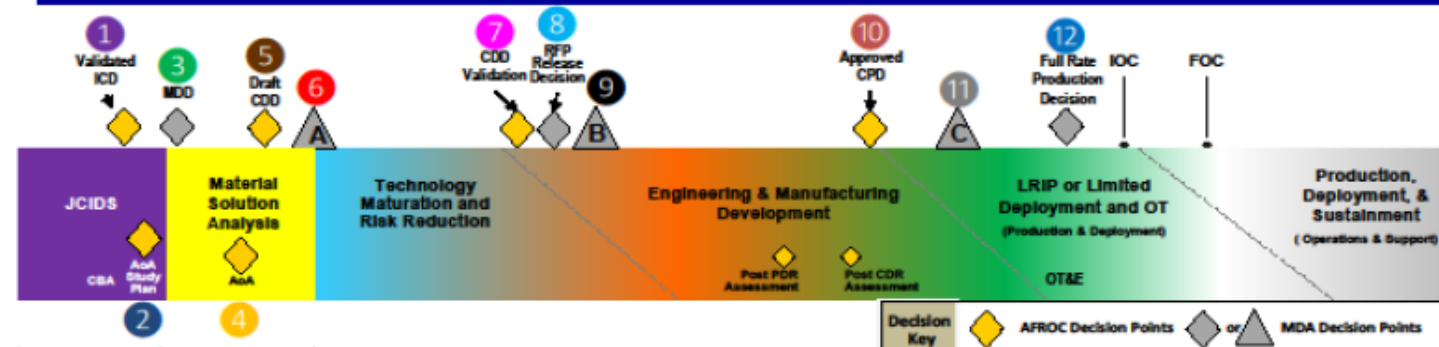 1
Validated
ICD
2
AoA
Study
Plan
3
MDD
4
AoA
5
Draft
CDD
6
A
7
CDD
Validation
8
RFP
Release
Decision
9
B
10
Approved
CPD
11
C
12
Full Rate
Production
Decision
IOC
FOC
JCIDS
CBA
Material
Solution
Analysis
Technology
Maturation and
Risk Reduction
Engineering & Manufacturing
Development
Post PDR
Assessment
Post CDR
Assessment
LRIP or Limited
Deployment and OT
(Production & Deployment)
OT&E
Production,
Deployment, &
Sustainment
( Operations & Support)
Decision
Key
AFROC Decision Points
or
MDA Decision Points